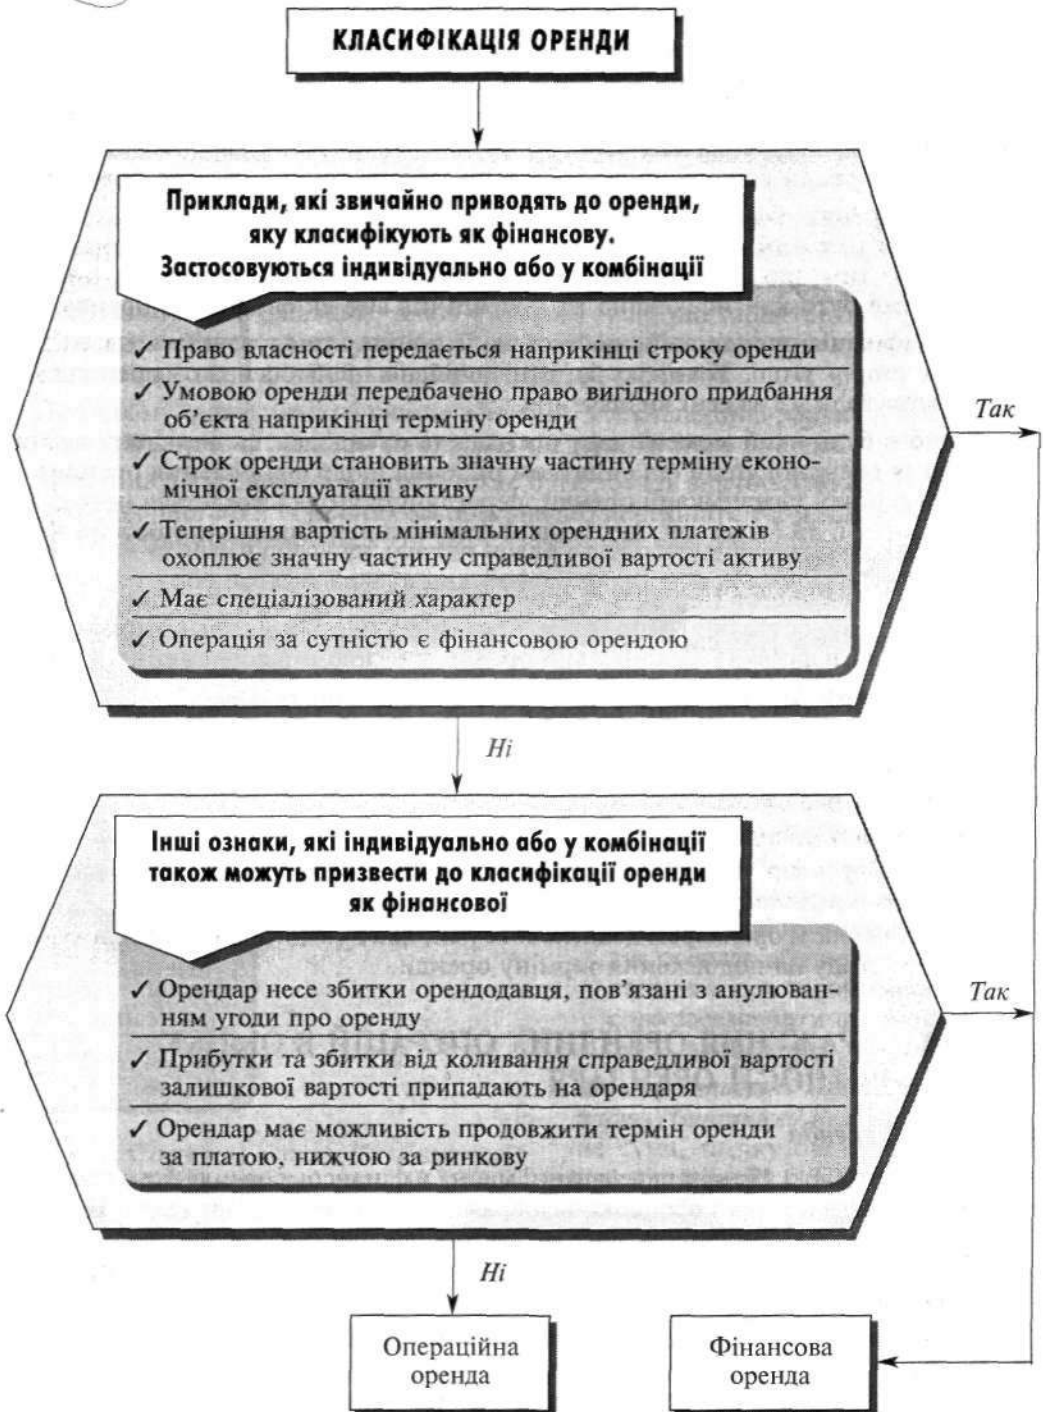 КЛАСИФІКАЦІЯ ОРЕНДИ
Приклади, які звичайно приводять до оренди,
яку класифікують як фінансову.
Застосовуються індивідуально або у комбінації
✓ Право власності передається наприкінці строку оренди
✓ Умовою оренди передбачено право вигідного придбання
об’єкта наприкінці терміну оренди
Так
✓ Строк оренди становить значну частину терміну еконо-
мічної експлуатації активу
✓ Теперішня вартість мінімальних орендних платежів
охоплює значну частину справедливої вартості активу
✓ Має спеціалізований характер
✓ Операція за сутністю є фінансовою орендою
Ні
Інші ознаки, які індивідуально або у комбінації
також можуть призвести до класифікації оренди
як фінансової
✓ Орендар несе збитки орендодавця, пов’язані з анулюван-
ням угоди про оренду
Так
✓ Прибутки та збитки від коливання справедливої вартості
залишкової вартості припадають на орендаря
✓ Орендар має можливість продовжити термін оренди
за платою, нижчою за ринкову
Ні
Операційна
оренда
Фінансова
оренда